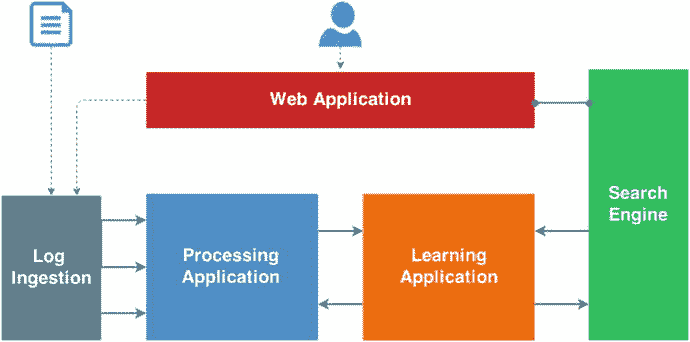 Web Application
Search
Engine
Log
Ingestion
Processing
Application
Learning
Application